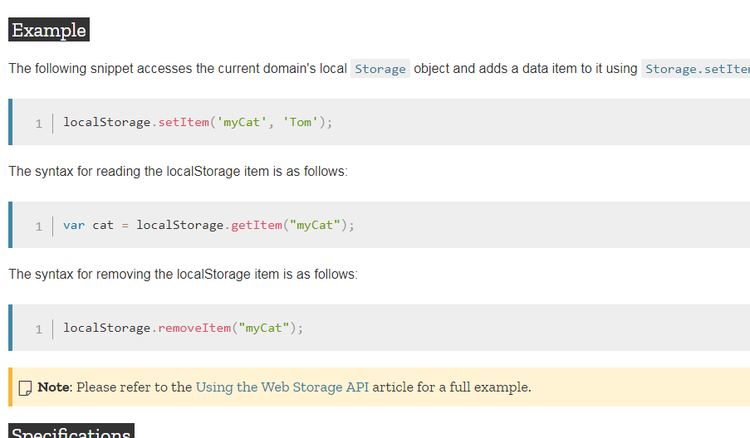 Example
The following snippet accesses the current domain's local Storage object and adds a data item to it using
1 localStorage.setItem('myCat', 'Tom');
The syntax for reading the localStorage item is as follows:
1 var cat = localStorage.getItem("myCat");
The syntax for removing the localStorage item is as follows:
1 localStorage.removeItem("myCat");
Note: Please refer to the Using the Web Storage API article for a full example.
Specifications